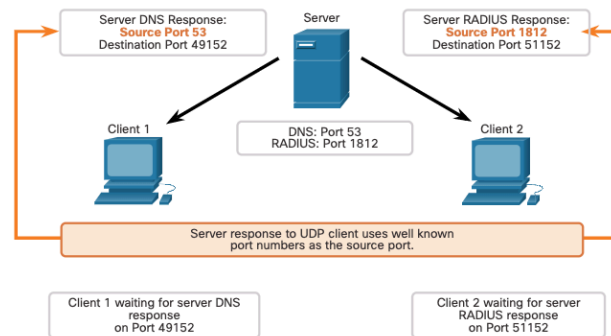 Server DNS Response:
Source Port 53
Destination Port 49152
Server
Server RADIUS Response:
Source Port 1812
Destination Port 51152
Client 1
DNS: Port 53
RADIUS: Port 1812
Client 2
Server response to UDP client uses well known
port numbers as the source port.
Client 1 waiting for server DNS
response
on Port 49152
Client 2 waiting for server
RADIUS response
on Port 51152